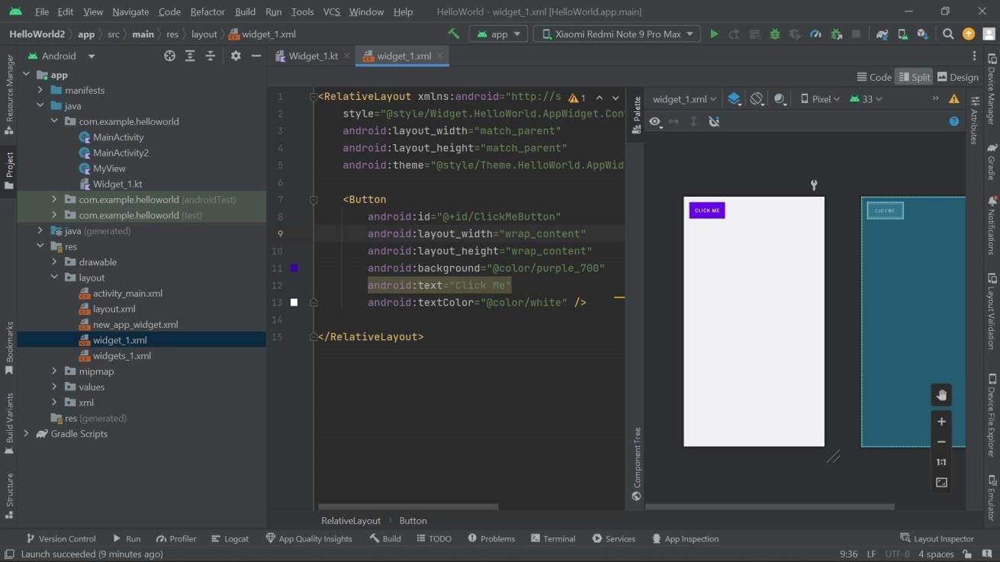 File Edit View Navigate Code Refactor Build Run Tools VCS Window Help HelloWorld - widget_1.xml [HelloWorld.app.main]
HelloWorld2 app src main res layout widget_1.xml app Xiaomi Redmi Note 9 Pro Max
Android Widget_1.kt widget_1.xml
Code Split Design
Resource Manager
Project
Bookmarks
Build Variants
Structure
app
manifests
java
com.example.helloworld
MainActivity
MainActivity2
MyView
Widget_1.kt
com.example.helloworld (androidTest)
com.example.helloworld (test)
java (generated)
res
drawable
layout
activity_main.xml
layout.xml
new_app_widget.xml
widget_1.xml
widgets_1.xml
mipmap
values
xml
res (generated)
Gradle Scripts
1 <RelativeLayout xmlns:android="http://s 1
2 style="@style/Widget.HelloWorld.AppWidget.Con
3 android:layout_width="match_parent"
4 android:layout_height="match_parent"
5 android:theme="@style/Theme.HelloWorld.AppWid
6
7 <Button
8 android:id="@+id/ClickMeButton"
9 android:layout_width="wrap_content"
10 android:layout_height="wrap_content"
11 android:background="@color/purple_700"
12 android:text="Click Me"
13 android:textColor="@color/white" />
14
15 </RelativeLayout>
RelativeLayout Button
Palette
Component Tree
widget_1.xml Pixel 33
CLICK ME
CLICK ME
1:1
Attributes
Device Manager
Gradle
Notifications
Layout Validation
Device File Explorer
Emulator
Version Control Run Profiler Logcat App Quality Insights Build TODO Problems Terminal Services App Inspection Layout Inspector
Launch succeeded (9 minutes ago) 9:36 LF UTF-8 4 spaces